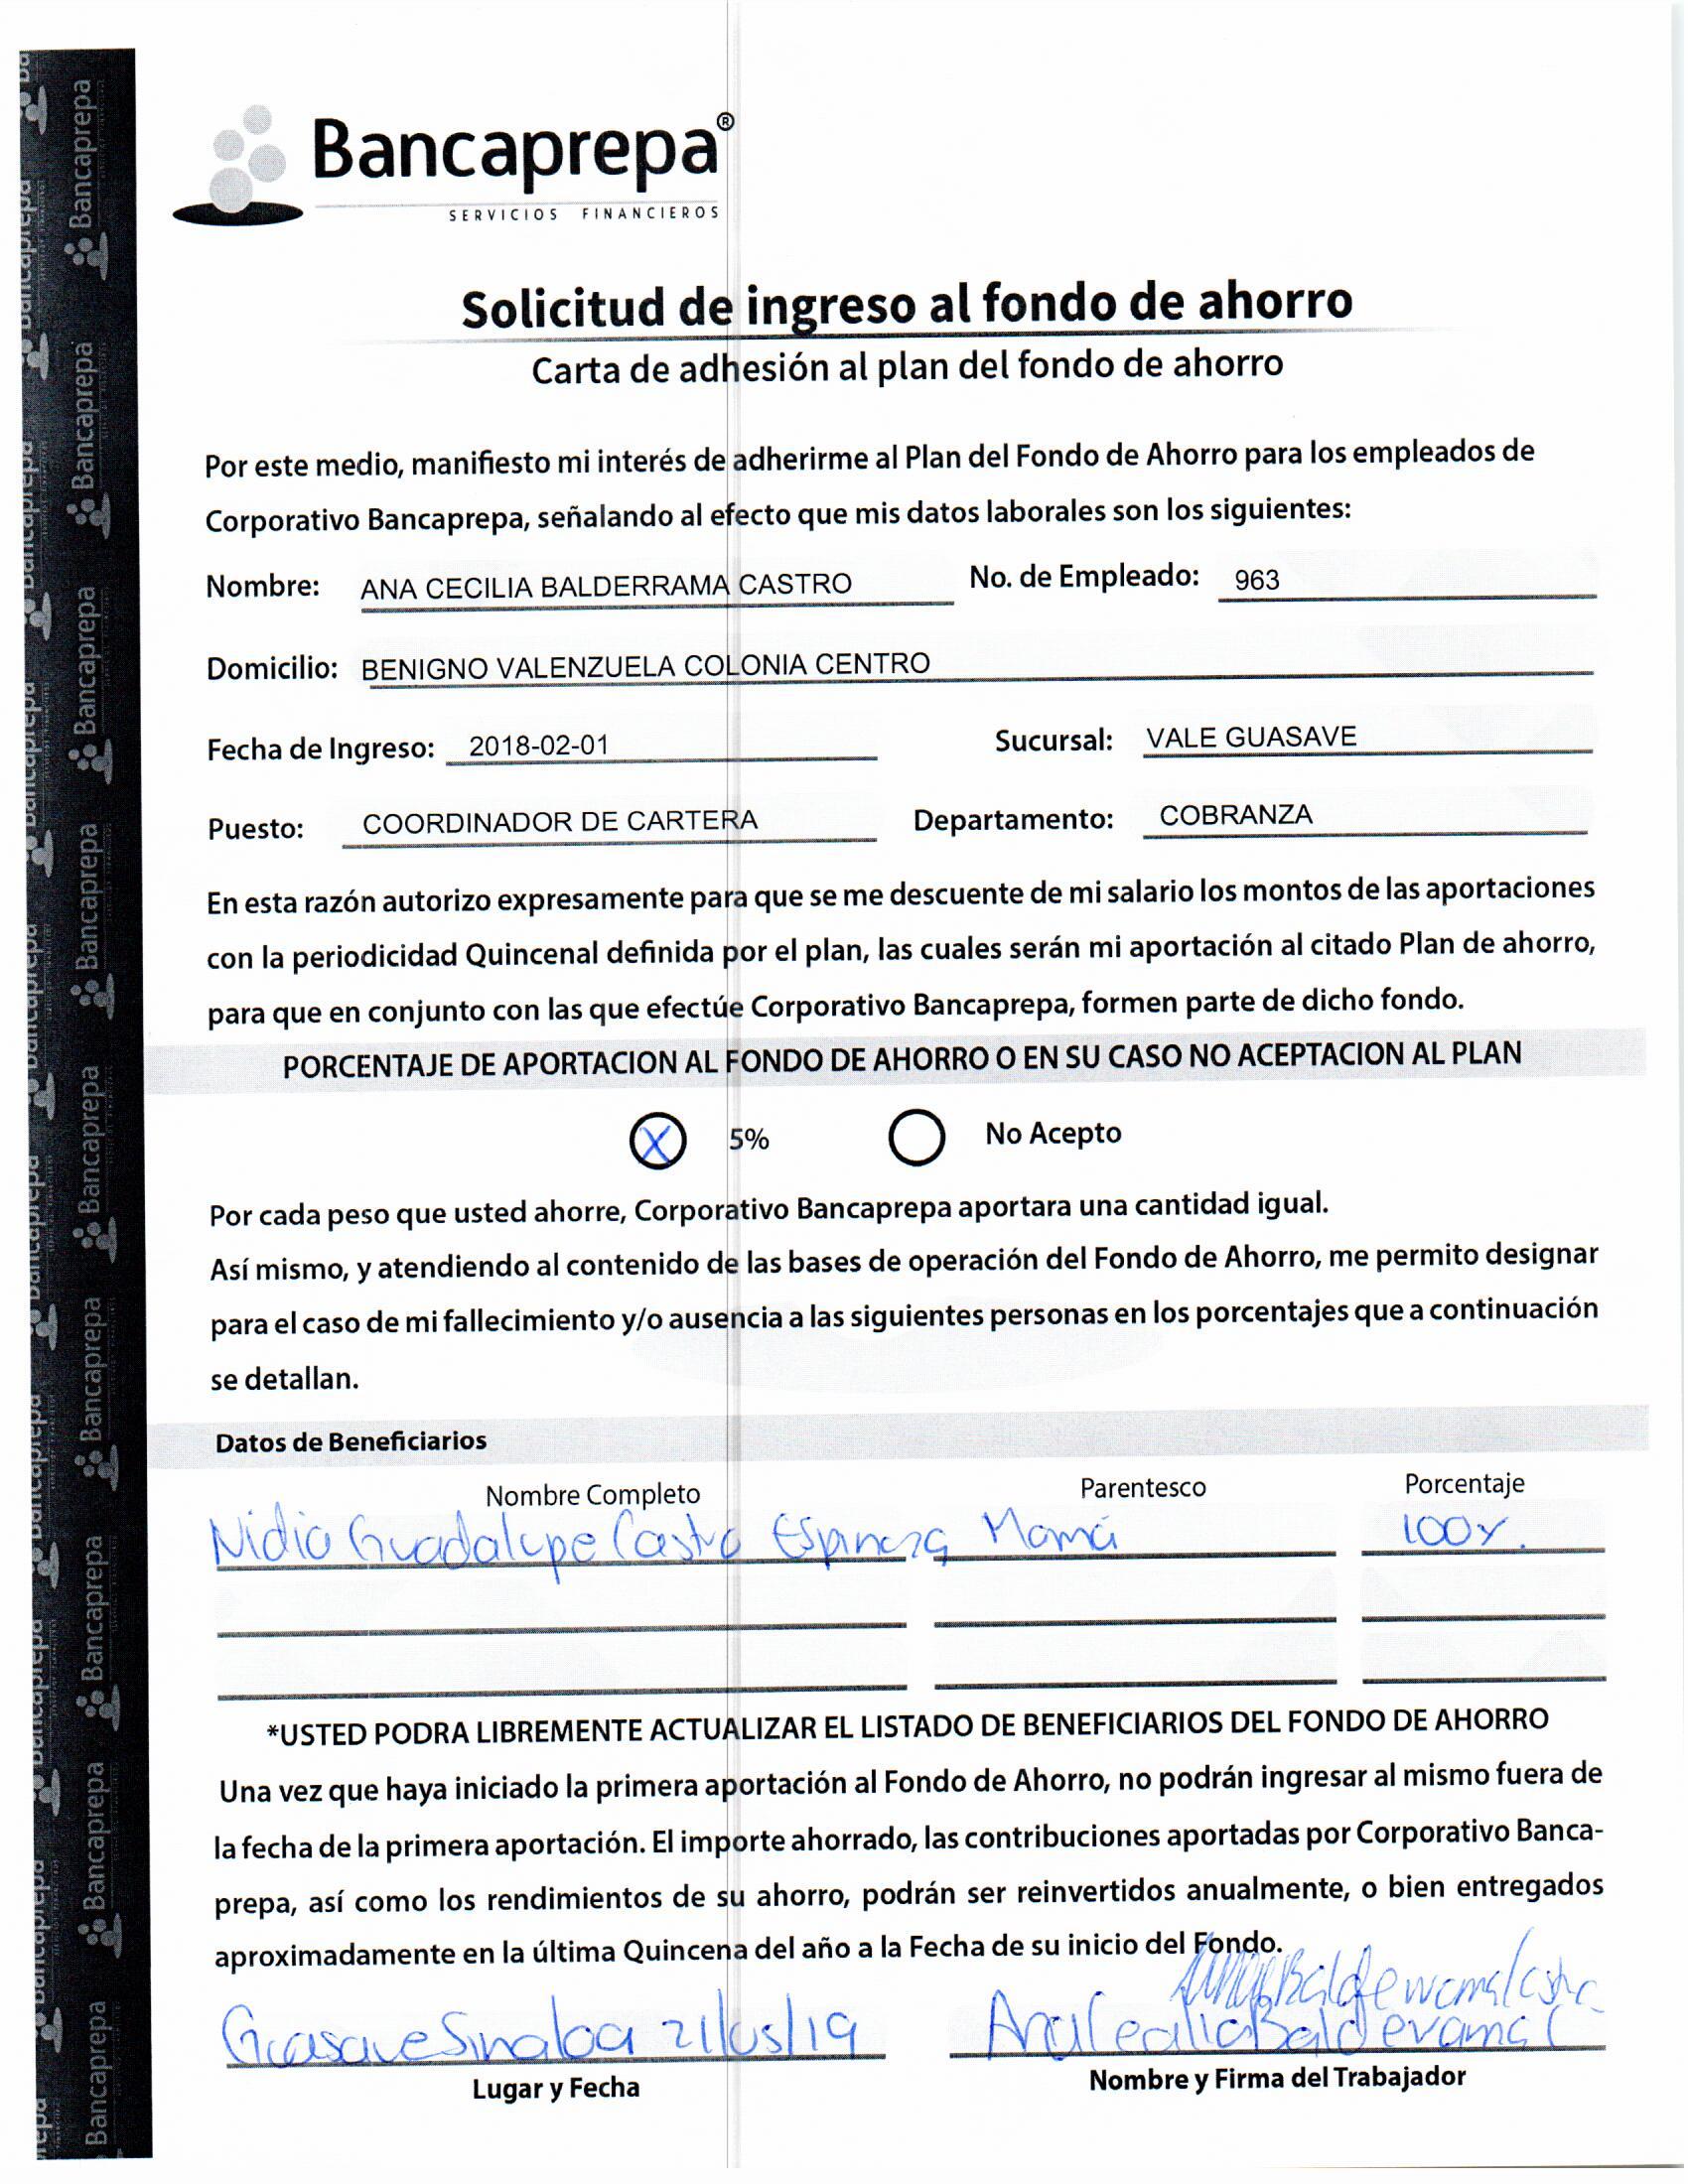 Bancaprepa®
SERVICIOS FINANCIEROS
Solicitud de ingreso al fondo de ahorro
Carta de adhesión al plan del fondo de ahorro
Por este medio, manifiesto mi interés de adherirme al Plan del Fondo de Ahorro para los empleados de
Corporativo Bancaprepa, señalando al efecto que mis datos laborales son los siguientes:
Nombre: ANA CECILIA BALDERRAMA CASTRO No. de Empleado: 963
Domicilio: BENIGNO VALENZUELA COLONIA CENTRO
Fecha de Ingreso: 2018-02-01 Sucursal: VALE GUASAVE
Puesto: COORDINADOR DE CARTERA Departamento: COBRANZA
En esta razón autorizo expresamente para que se me descuente de mi salario los montos de las aportaciones
con la periodicidad Quincenal definida por el plan, las cuales serán mi aportación al citado Plan de ahorro,
para que en conjunto con las que efectúe Corporativo Bancaprepa, formen parte de dicho fondo.
PORCENTAJE DE APORTACION AL FONDO DE AHORRO O EN SU CASO NO ACEPTACION AL PLAN
X 5% No Acepto
Por cada peso que usted ahorre, Corporativo Bancaprepa aportara una cantidad igual.
Así mismo, y atendiendo al contenido de las bases de operación del Fondo de Ahorro, me permito designar
para el caso de mi fallecimiento y/o ausencia a las siguientes personas en los porcentajes que a continuación
se detallan.
Datos de Beneficiarios
Nombre Completo Parentesco Porcentaje
Nidia Guadalupe Castro Espinoza Mamá 100%.
*USTED PODRA LIBREMENTE ACTUALIZAR EL LISTADO DE BENEFICIARIOS DEL FONDO DE AHORRO
Una vez que haya iniciado la primera aportación al Fondo de Ahorro, no podrán ingresar al mismo fuera de
la fecha de la primera aportación. El importe ahorrado, las contribuciones aportadas por Corporativo Banca-
prepa, así como los rendimientos de su ahorro, podrán ser reinvertidos anualmente, o bien entregados
aproximadamente en la última Quincena del año a la Fecha de su inicio del Fondo.
Guasave Sinaloa 21/05/19 Ana Cecilia Balderrama C
Lugar y Fecha Nombre y Firma del Trabajador